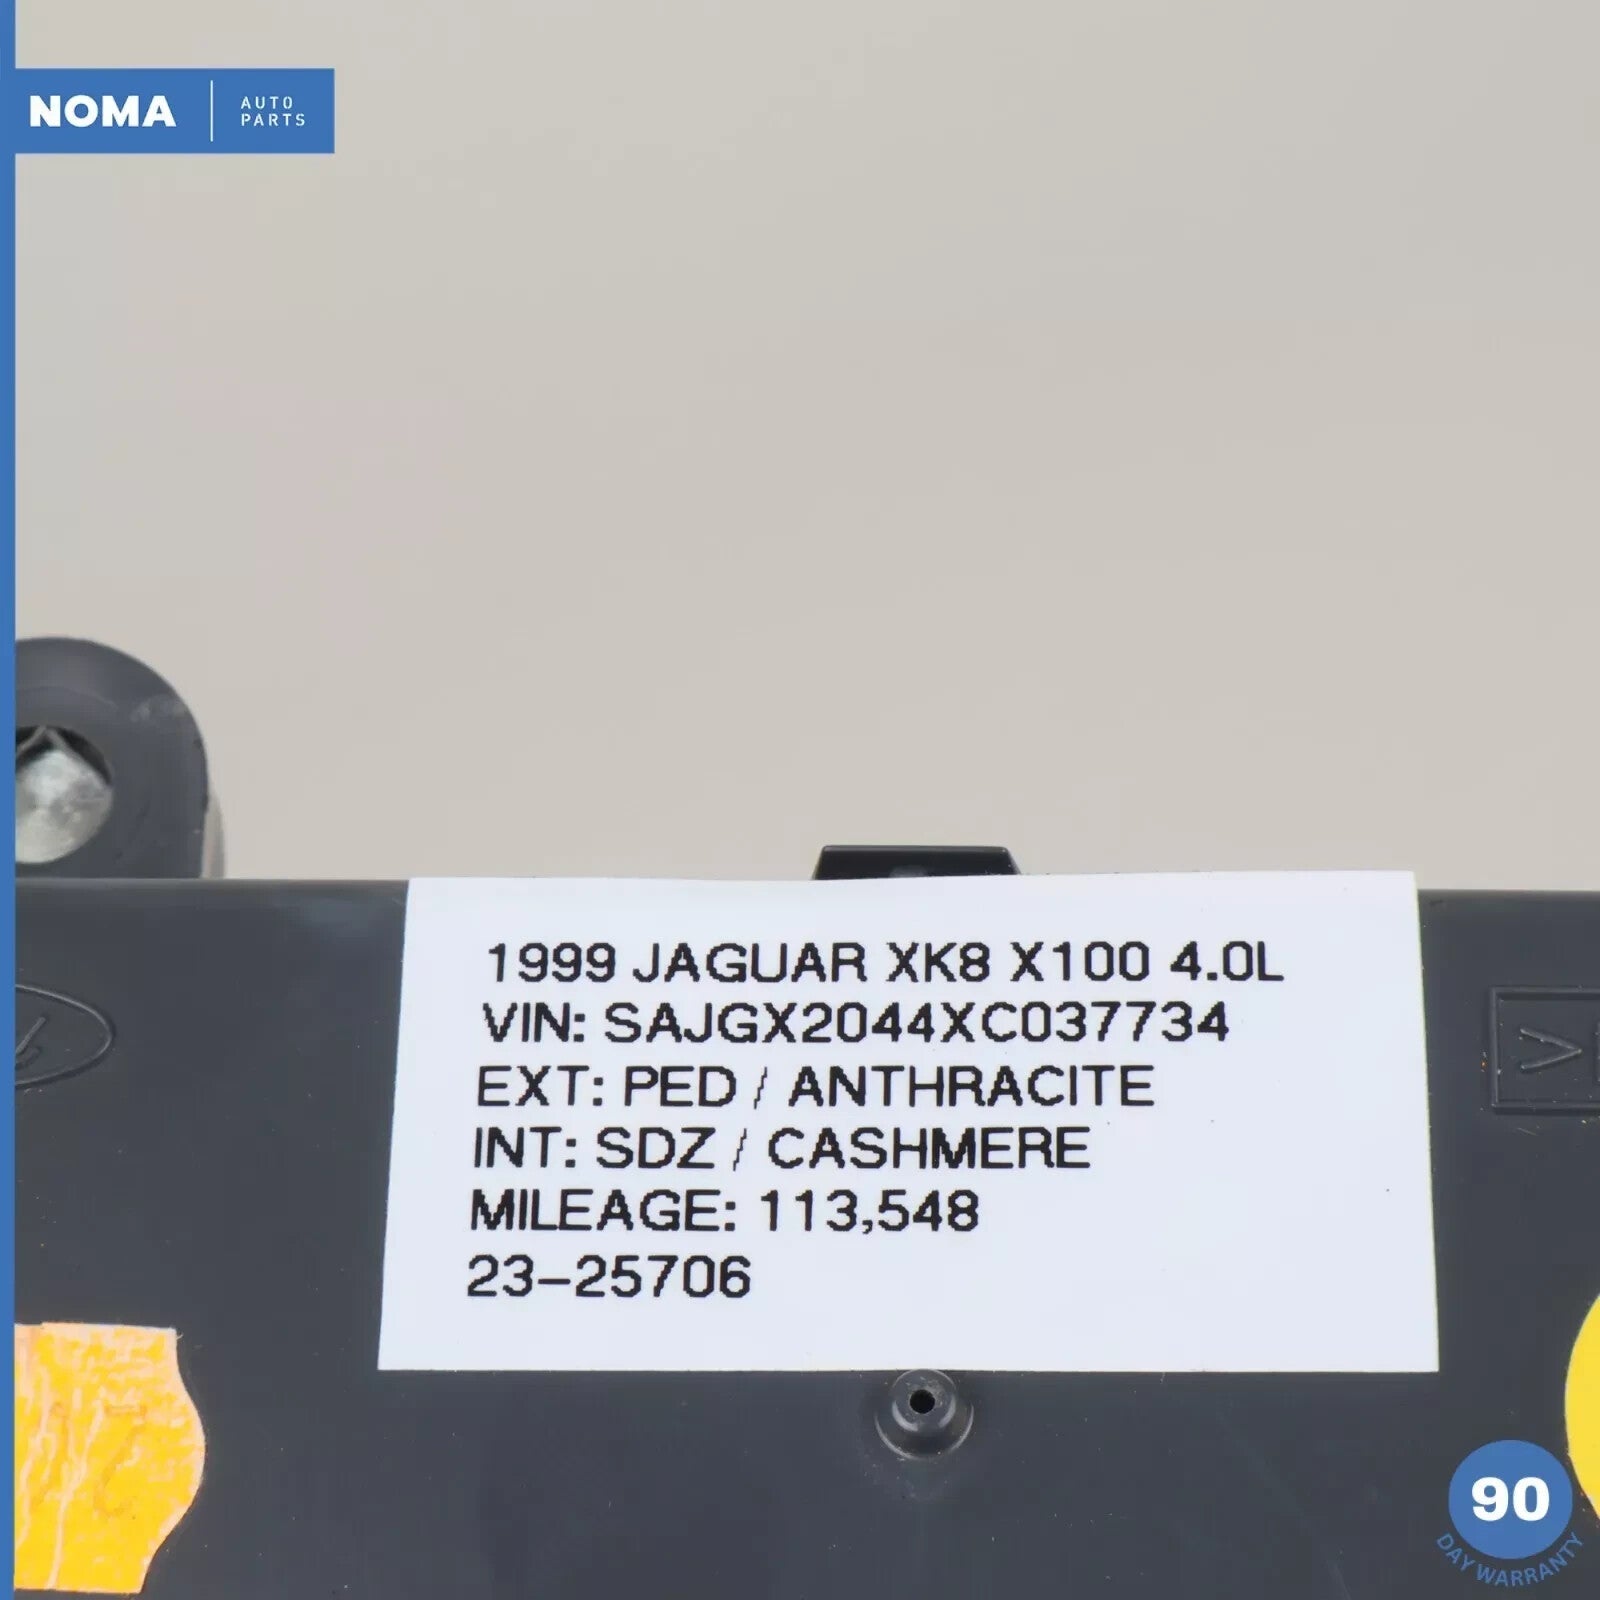 NOMA
AUTO
PARTS
1999 JAGUAR XK8 X100 4.0L
VIN: SAJGX2044XC037734
EXT: PED / ANTHRACITE
INT: SDZ / CASHMERE
MILEAGE: 113,548
23-25706
90
DAY WARRANTY